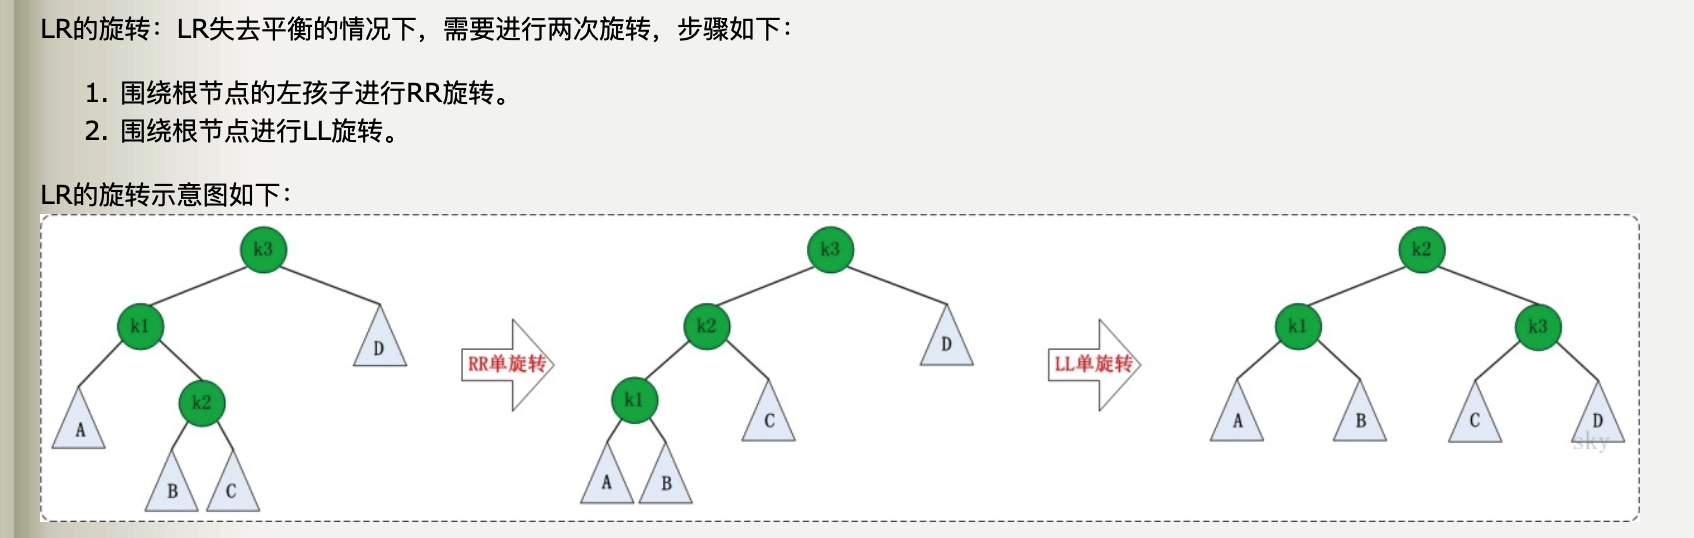 LR的旋转：LR失去平衡的情况下，需要进行两次旋转，步骤如下：
1. 围绕根节点的左孩子进行RR旋转。
2. 围绕根节点进行LL旋转。
LR的旋转示意图如下：
k3
k1
D
k2
A
B
C
RR单旋转
k3
k2
D
k1
C
A
B
LL单旋转
k2
k1
k3
A
B
C
D
sky